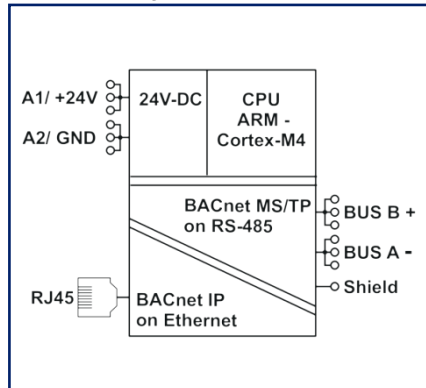 A1/ +24V
A2/ GND
24V-DC
CPU
ARM -
Cortex-M4
BACnet MS/TP
on RS-485
BUS B +
BUS A -
Shield
RJ45
BACnet IP
on Ethernet